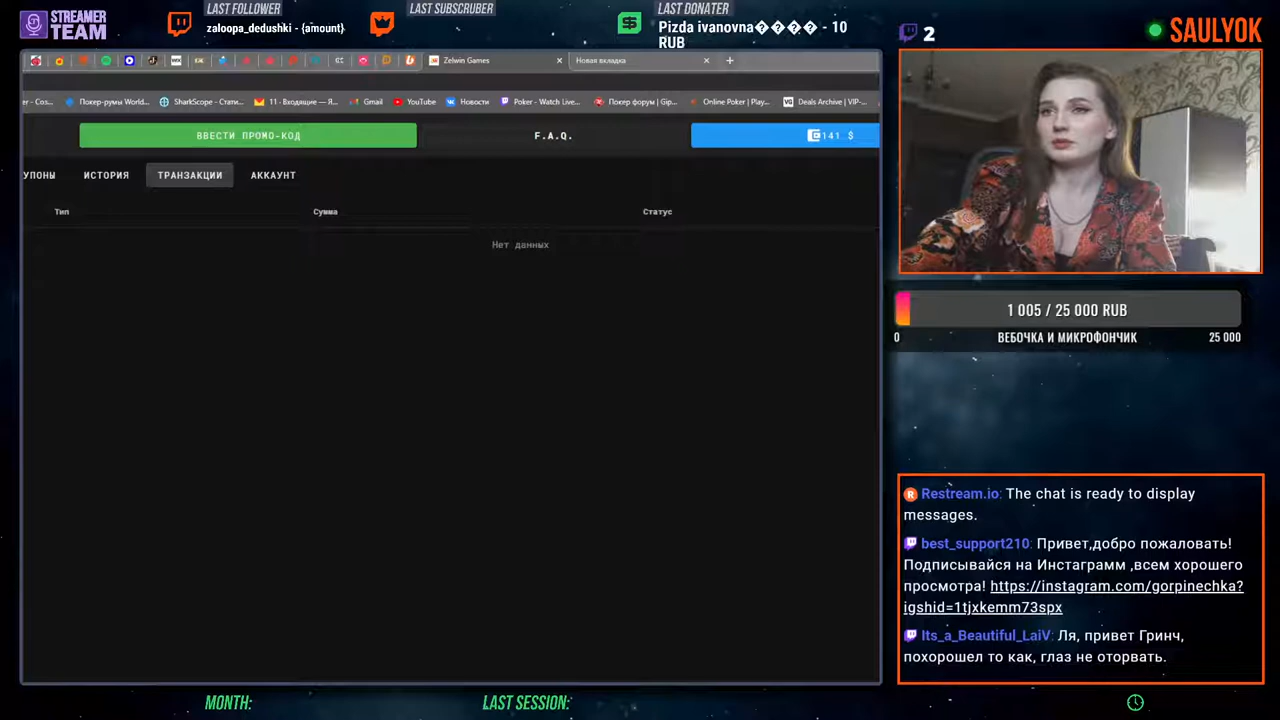 STREAMER
TEAM
LAST FOLLOWER
zaloopa_dedushki - {amount}
LAST SUBSCRUBER
LAST DONATER
Pizda ivanovna���� - 10
RUB
2
SAULYOK
Zelwin Games
Новая вкладка
er - Соз...
Покер-румы World...
SharkScope - Стати...
11 · Входящие — Я...
Gmail
YouTube
Новости
Poker - Watch Live...
Покер форум | Gip...
Online Poker | Play...
Deals Archive | VIP-...
ВВЕСТИ ПРОМО-КОД
F.A.Q.
141 $
УПОНЫ
ИСТОРИЯ
ТРАНЗАКЦИИ
АККАУНТ
Тип
Сумма
Статус
Нет данных
1 005 / 25 000 RUB
0
ВЕБОЧКА И МИКРОФОНЧИК
25 000
Restream.io: The chat is ready to display
messages.
best_support210: Привет,добро пожаловать!
Подписывайся на Инстаграмм ,всем хорошего
просмотра! https://instagram.com/gorpinechka?
igshid=1tjxkemm73spx
Its_a_Beautiful_LaiV: Ля, привет Гринч,
похорошел то как, глаз не оторвать.
MONTH:
LAST SESSION: